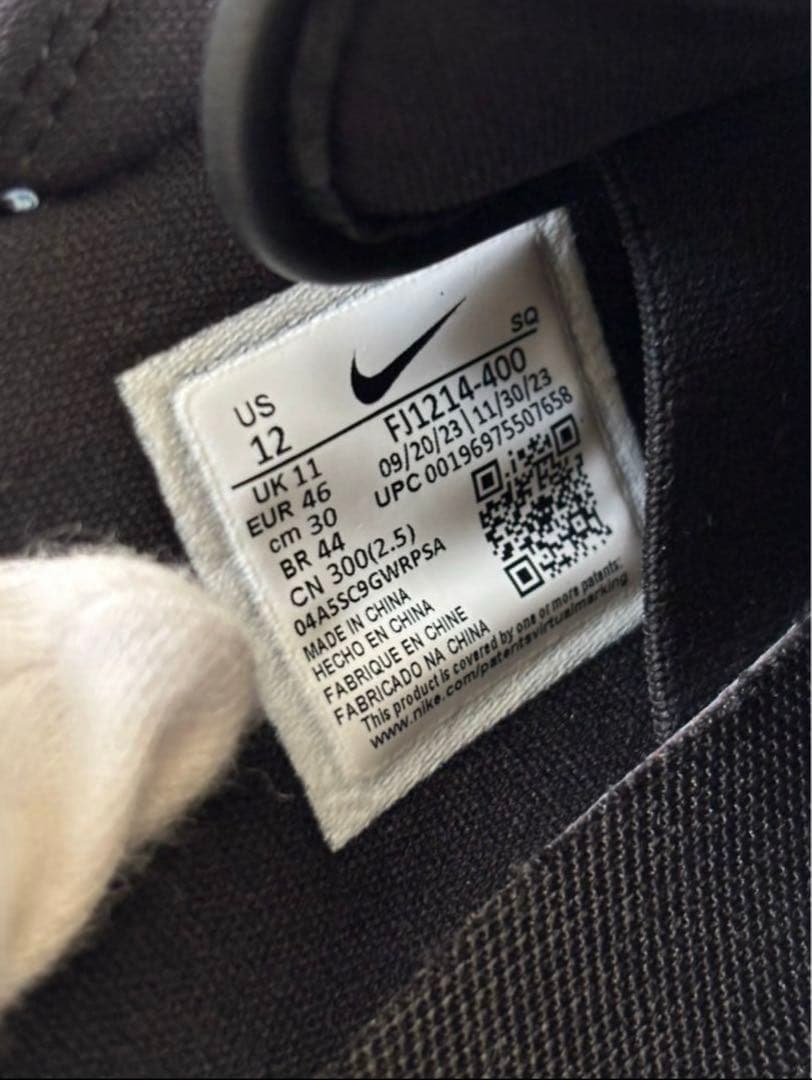 SQ
US
12
FJ1214-400
09/20/23|11/30/23
UPC 00196975507658
UK 11
EUR 46
cm 30
BR 44
CN 300(2.5)
04A5SC9GWRPSA
MADE IN CHINA
HECHO EN CHINA
FABRIQUE EN CHINE
FABRICADO NA CHINA
This product is covered by one or more patents:
www.nike.com/patentsvirtualmarking